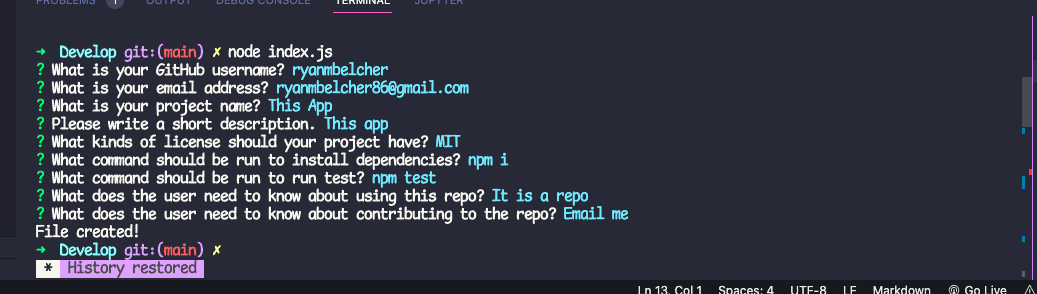 PROBLEMS 1 OUTPUT DEBUG CONSOLE TERMINAL JUPYTER
➜ Develop git:(main) ✗ node index.js
? What is your GitHub username? ryanmbelcher
? What is your email address? ryanmbelcher86@gmail.com
? What is your project name? This App
? Please write a short description. This app
? What kinds of license should your project have? MIT
? What command should be run to install dependencies? npm i
? What command should be run to run test? npm test
? What does the user need to know about using this repo? It is a repo
? What does the user need to know about contributing to the repo? Email me
File created!
➜ Develop git:(main) ✗
* History restored
Ln 13, Col 1 Spaces: 4 UTF-8 LF Markdown Go Live